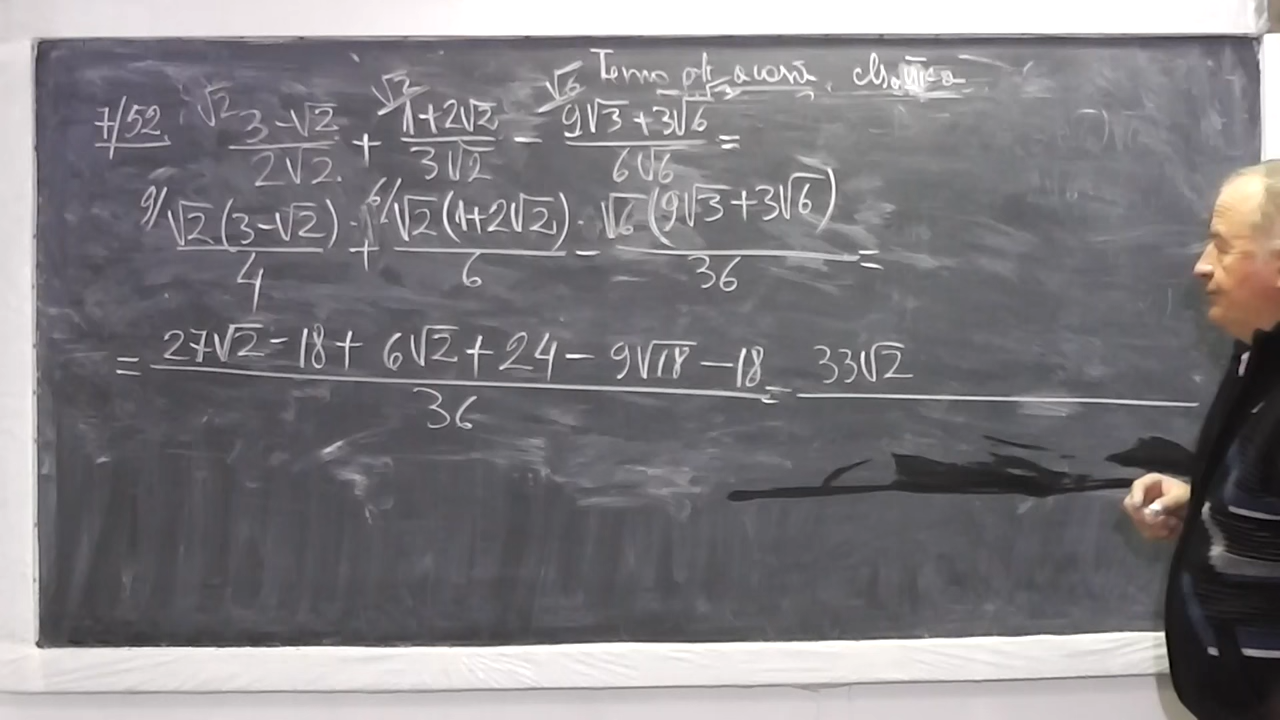 Tema pt. acasă. clasa
7/52. √2 3-√2/2√2 + √2/ 1+2√2/3√2 - √6/ 9√3+3√6/6√6 =
9/ √2(3-√2)/4 + 6/ √2(1+2√2)/6 - √6(9√3+3√6)/36 =
= 27√2-18+6√2+24-9√18-18/36 = 33√2